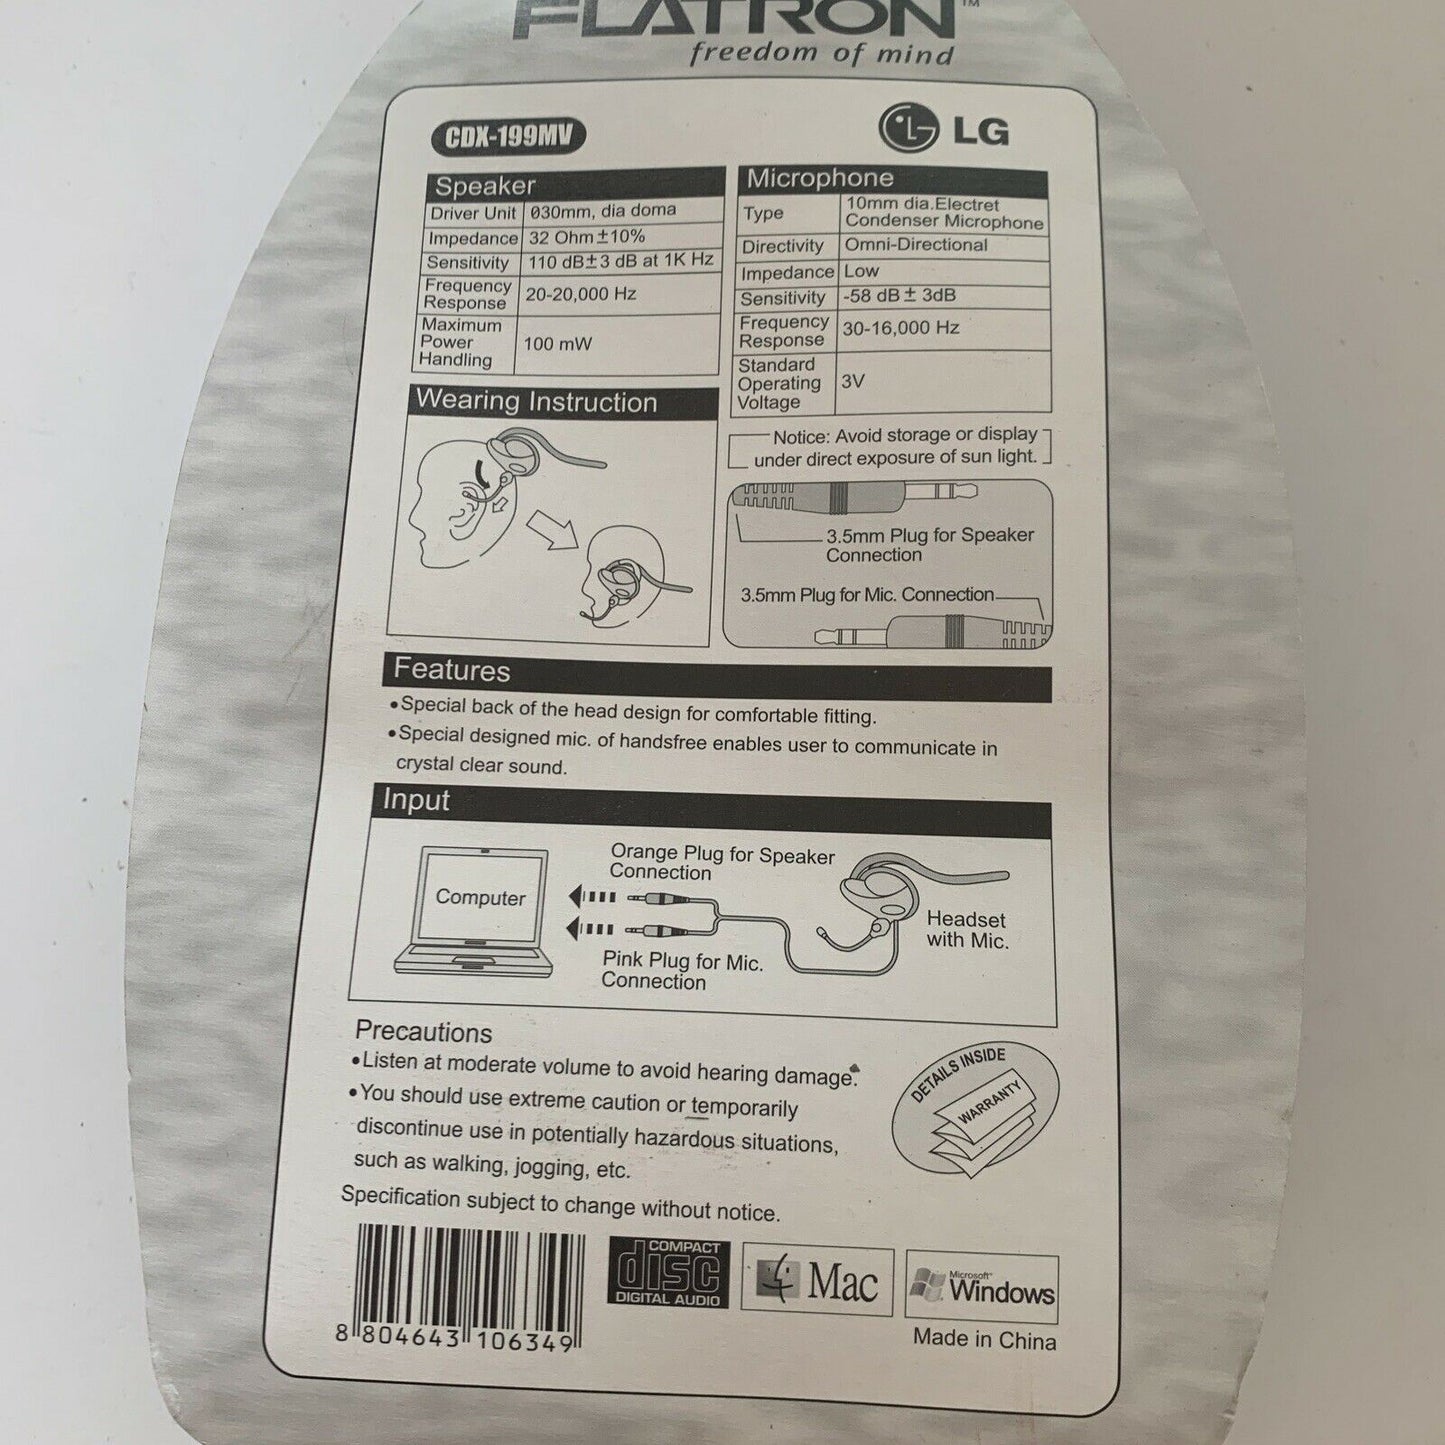 FLATRON™
freedom of mind
CDX-199MV
LG
Speaker
Driver Unit ø30mm, dia doma
Impedance 32 Ohm±10%
Sensitivity 110 dB±3 dB at 1K Hz
Frequency
Response 20-20,000 Hz
Maximum
Power
Handling 100 mW
Microphone
Type 10mm dia.Electret
Condenser Microphone
Directivity Omni-Directional
Impedance Low
Sensitivity -58 dB ± 3dB
Frequency
Response 30-16,000 Hz
Standard
Operating
Voltage 3V
Wearing Instruction
Notice: Avoid storage or display
under direct exposure of sun light.
3.5mm Plug for Speaker
Connection
3.5mm Plug for Mic. Connection
Features
•Special back of the head design for comfortable fitting.
•Special designed mic. of handsfree enables user to communicate in
crystal clear sound.
Input
Computer
Orange Plug for Speaker
Connection
Pink Plug for Mic.
Connection
Headset
with Mic.
Precautions
•Listen at moderate volume to avoid hearing damage.
•You should use extreme caution or temporarily
discontinue use in potentially hazardous situations,
such as walking, jogging, etc.
Specification subject to change without notice.
DETAILS INSIDE
WARRANTY
8 804643 106349
COMPACT
disc
DIGITAL AUDIO
Mac
Microsoft
Windows
Made in China